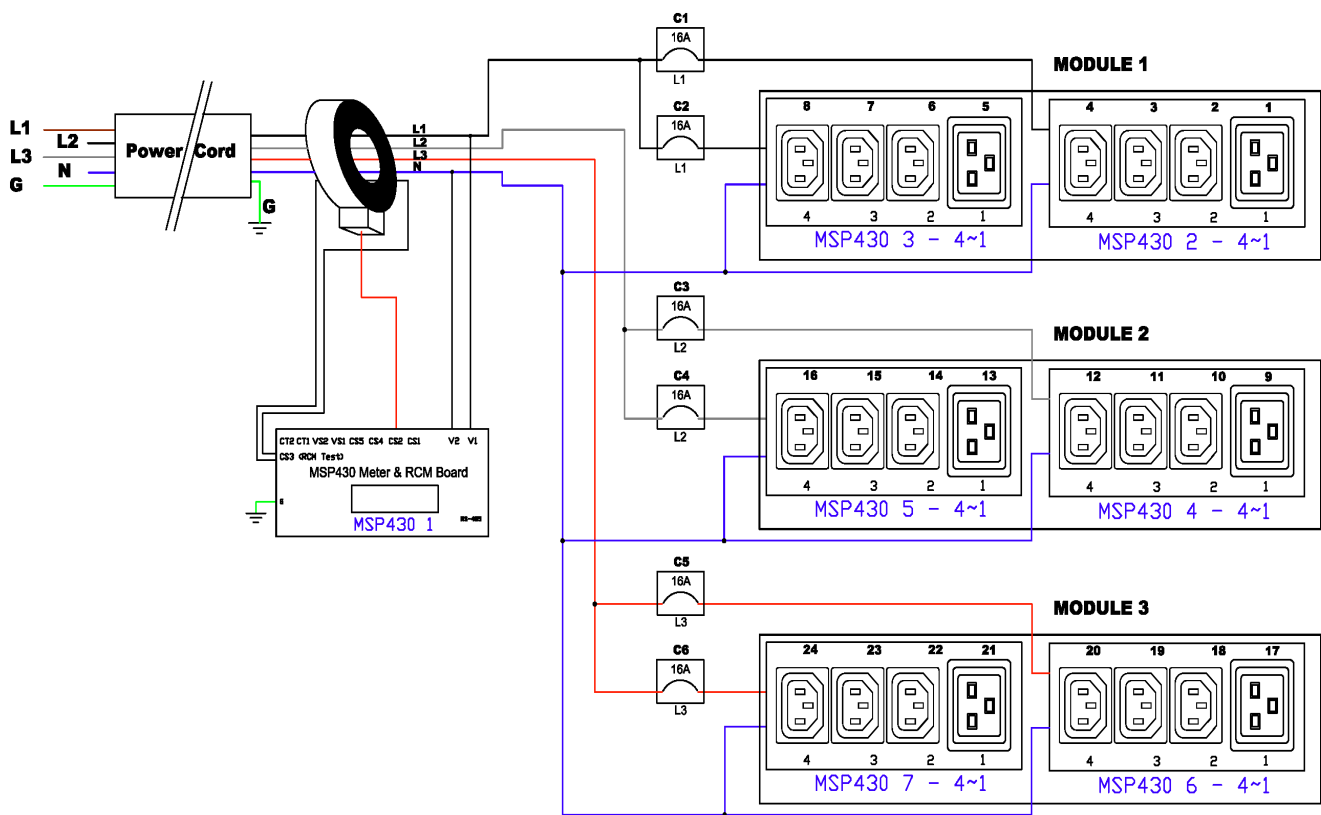 L1
L2
L3
N
G
Power Cord
G
L1
L2
L3
N
CT2 CT1 VS2 VS1 CS5 CS4 CS2 CS1 V2 V1
CS3 (RCM Test)
MSP430 Meter & RCM Board
G
RS-485
MSP430 1
C1
16A
L1
C2
16A
L1
MODULE 1
8 7 6 5 4 3 2 1
4 3 2 1 4 3 2 1
MSP430 3 - 4~1 MSP430 2 - 4~1
C3
16A
L2
C4
16A
L2
MODULE 2
16 15 14 13 12 11 10 9
4 3 2 1 4 3 2 1
MSP430 5 - 4~1 MSP430 4 - 4~1
C5
16A
L3
C6
16A
L3
MODULE 3
24 23 22 21 20 19 18 17
4 3 2 1 4 3 2 1
MSP430 7 - 4~1 MSP430 6 - 4~1